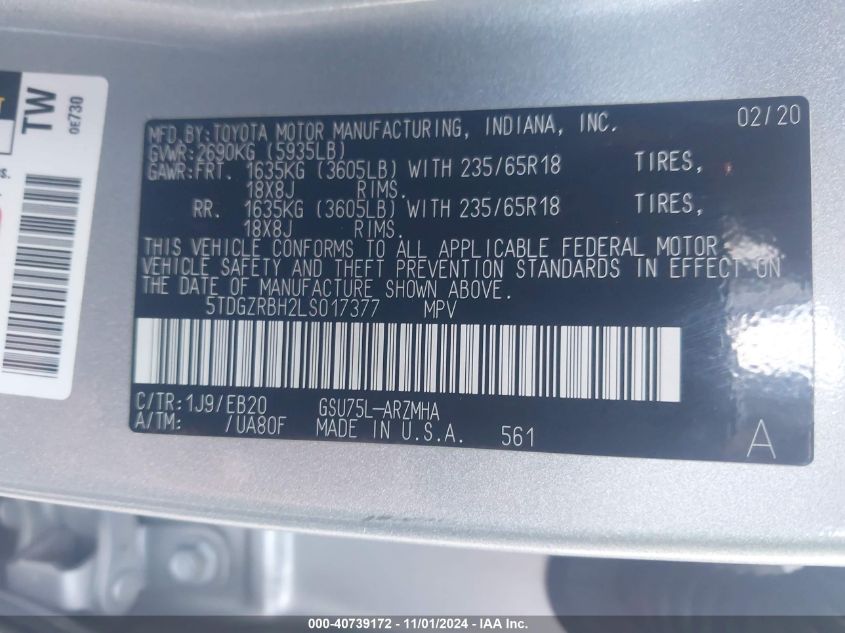 TW
OE730
s.
MFD.BY:TOYOTA MOTOR MANUFACTURING, INDIANA, INC. 02/20
GVWR:2690KG (5935LB)
GAWR:FRT. 1635KG (3605LB) WITH 235/65R18 TIRES,
18X8J RIMS.
RR. 1635KG (3605LB) WITH 235/65R18 TIRES,
18X8J RIMS.
THIS VEHICLE CONFORMS TO ALL APPLICABLE FEDERAL MOTOR
VEHICLE SAFETY AND THEFT PREVENTION STANDARDS IN EFFECT ON
THE DATE OF MANUFACTURE SHOWN ABOVE.
5TDGZRBH2LS017377 MPV
C/TR:1J9/EB20 GSU75L-ARZMHA
A/TM: /UA80F MADE IN U.S.A. 561 A
000-40739172 - 11/01/2024 - IAA Inc.